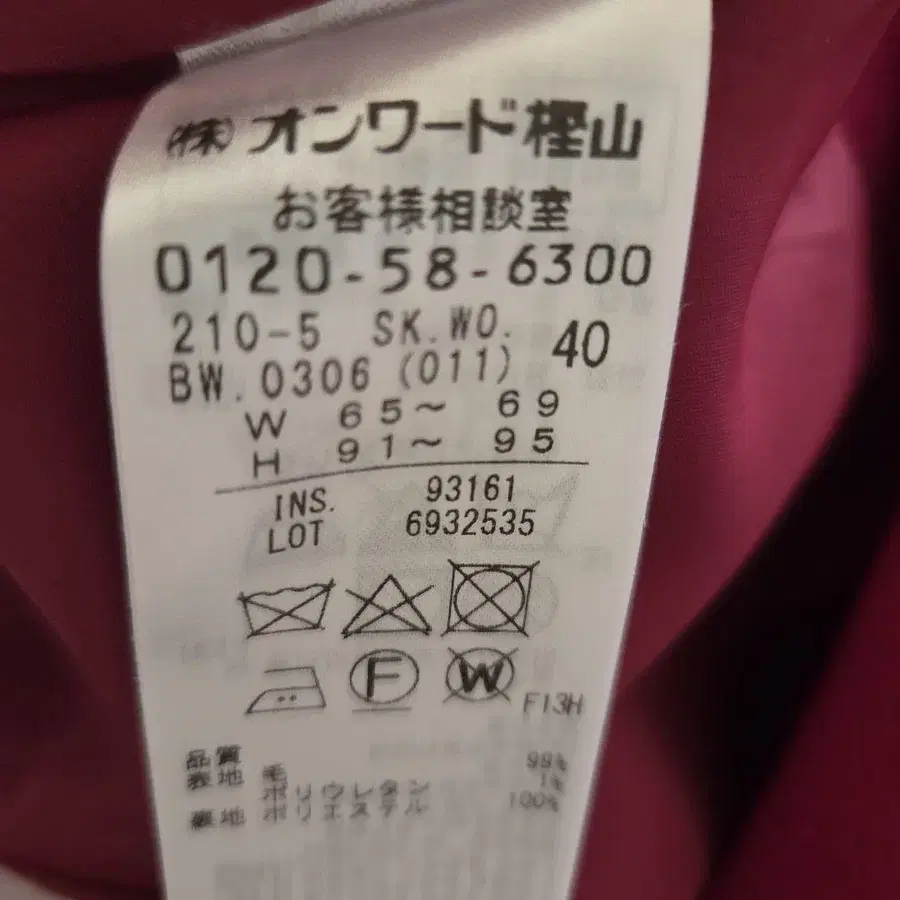 (株)オンワード樫山
お客様相談室
0120-58-6300
210-5 SK.WO. 40
BW.0306 (011)
W 65~ 69
H 91~ 95
INS. 93161
LOT 6932535
F
W
F13H
品質
表地 毛 99%
ポリウレタン 1%
裏地 ポリエステル 100%